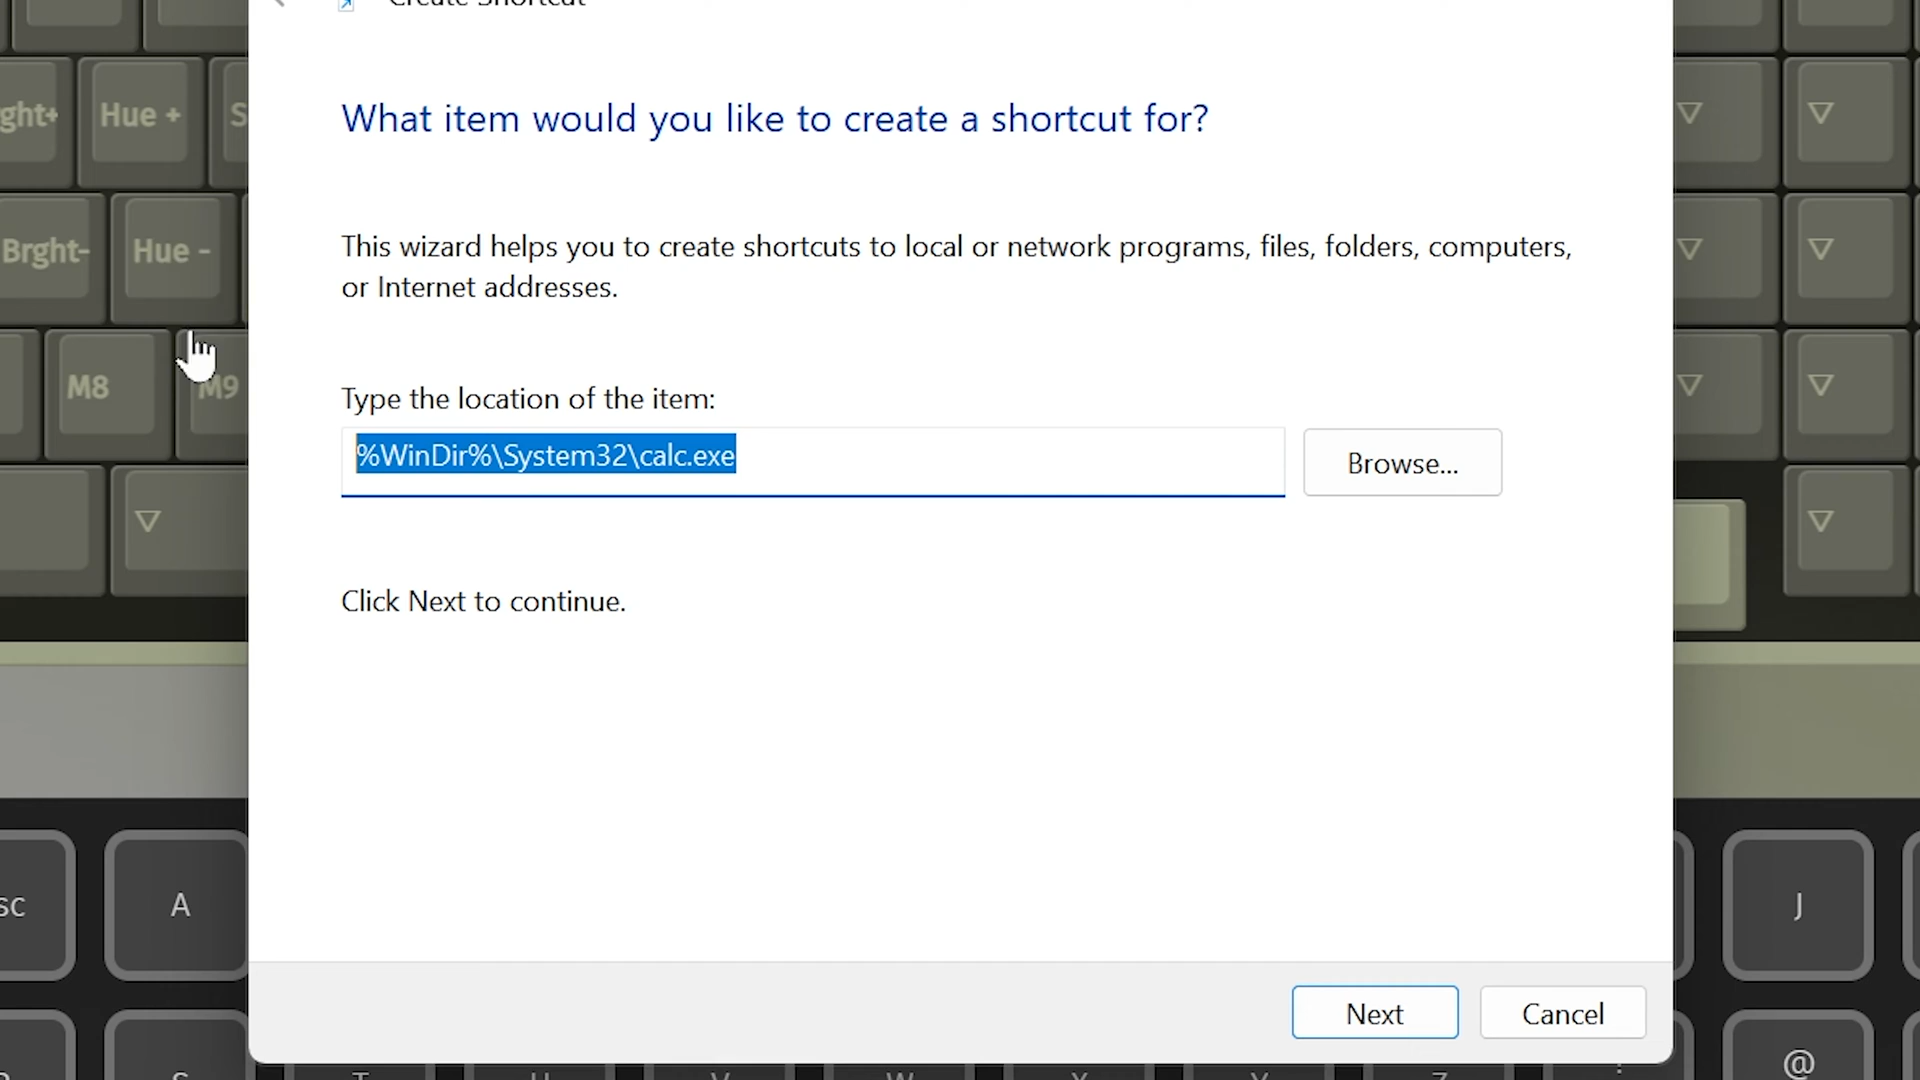 Create Shortcut
ght+
Hue +
S
What item would you like to create a shortcut for?
Brght-
Hue -
This wizard helps you to create shortcuts to local or network programs, files, folders, computers,
or Internet addresses.
M8
M9
Type the location of the item:
%WinDir%\System32\calc.exe
Browse...
Click Next to continue.
sc
A
J
Next
Cancel
@